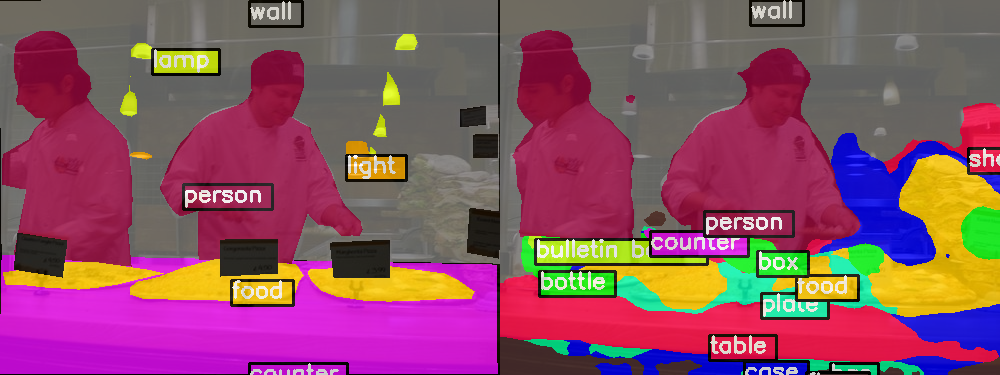 wall
lamp
light
person
food
counter
wall
she
person
counter
bulletin b
box
bottle
food
plate
table
case